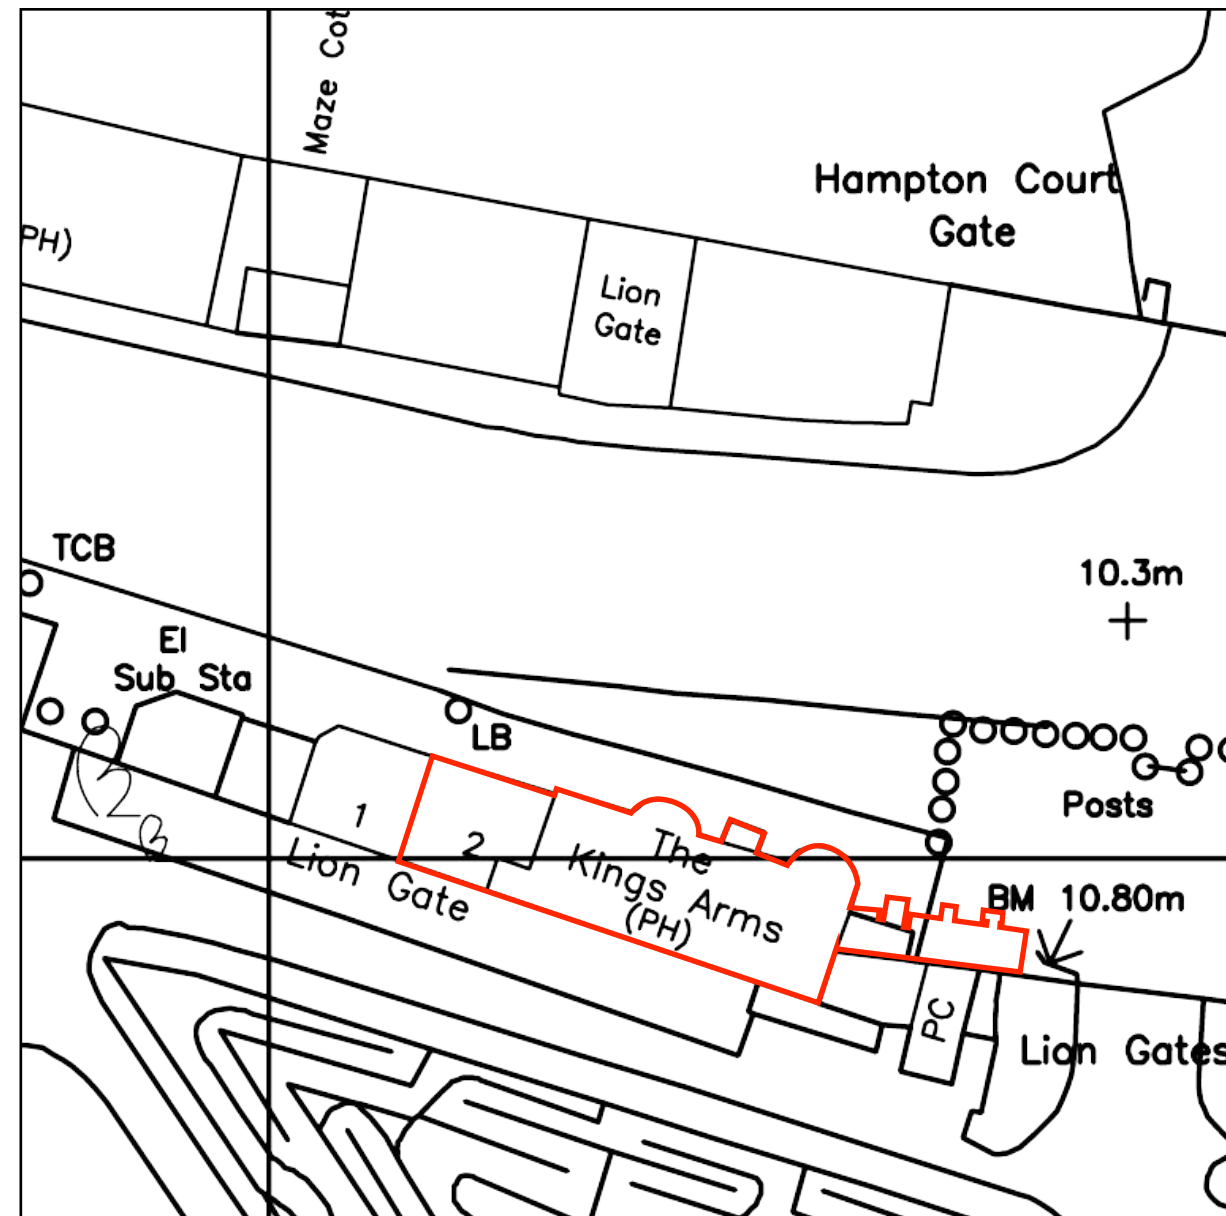 Maze Cot
Hampton Court
Gate
PH)
Lion
Gate
TCB
10.3m
El
Sub Sta
LB
Posts
1
2
The
Kings Arms
(PH)
Lion Gate
BM 10.80m
PC
Lion Gates